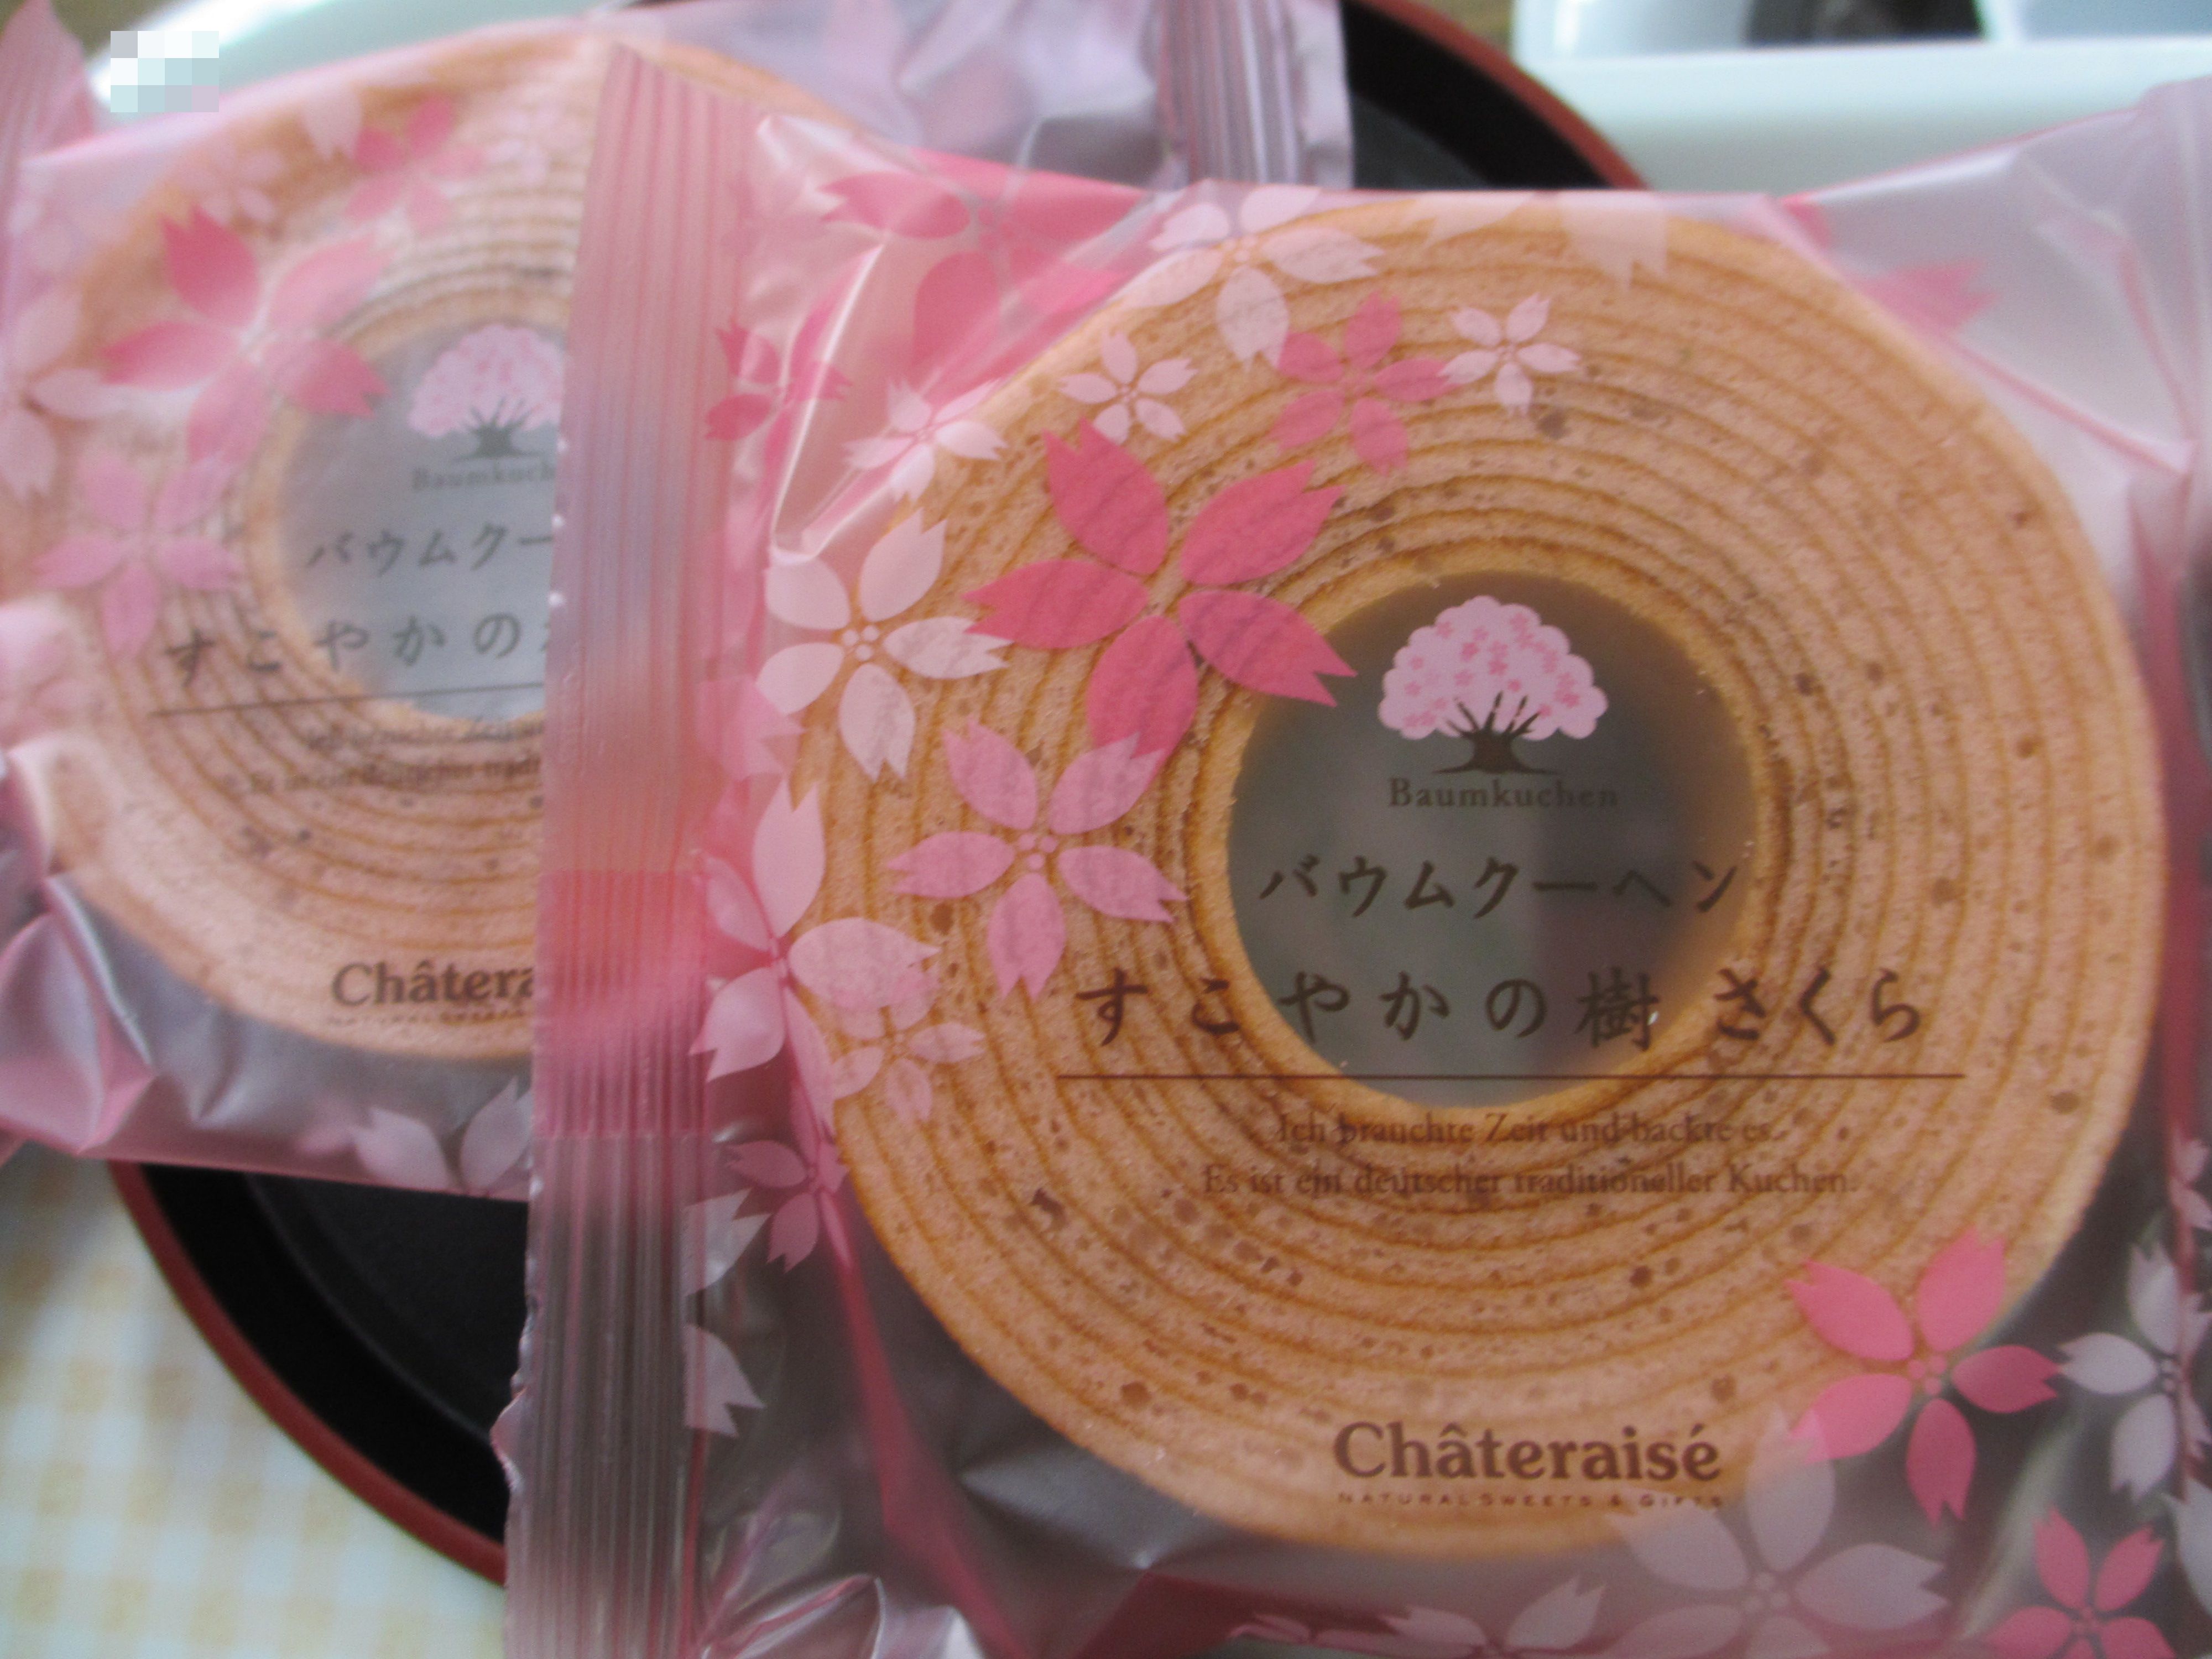 Baumkuch
バウムクー
すこやかの
Châtera
Baumkuchen
バウムクーヘン
すこやかの樹 さくら
Ich brauchte Zeit und backte es.
Es ist ein deutscher traditioneller Kuchen.
Châteraisé
NATURAL SWEETS & GIFTS